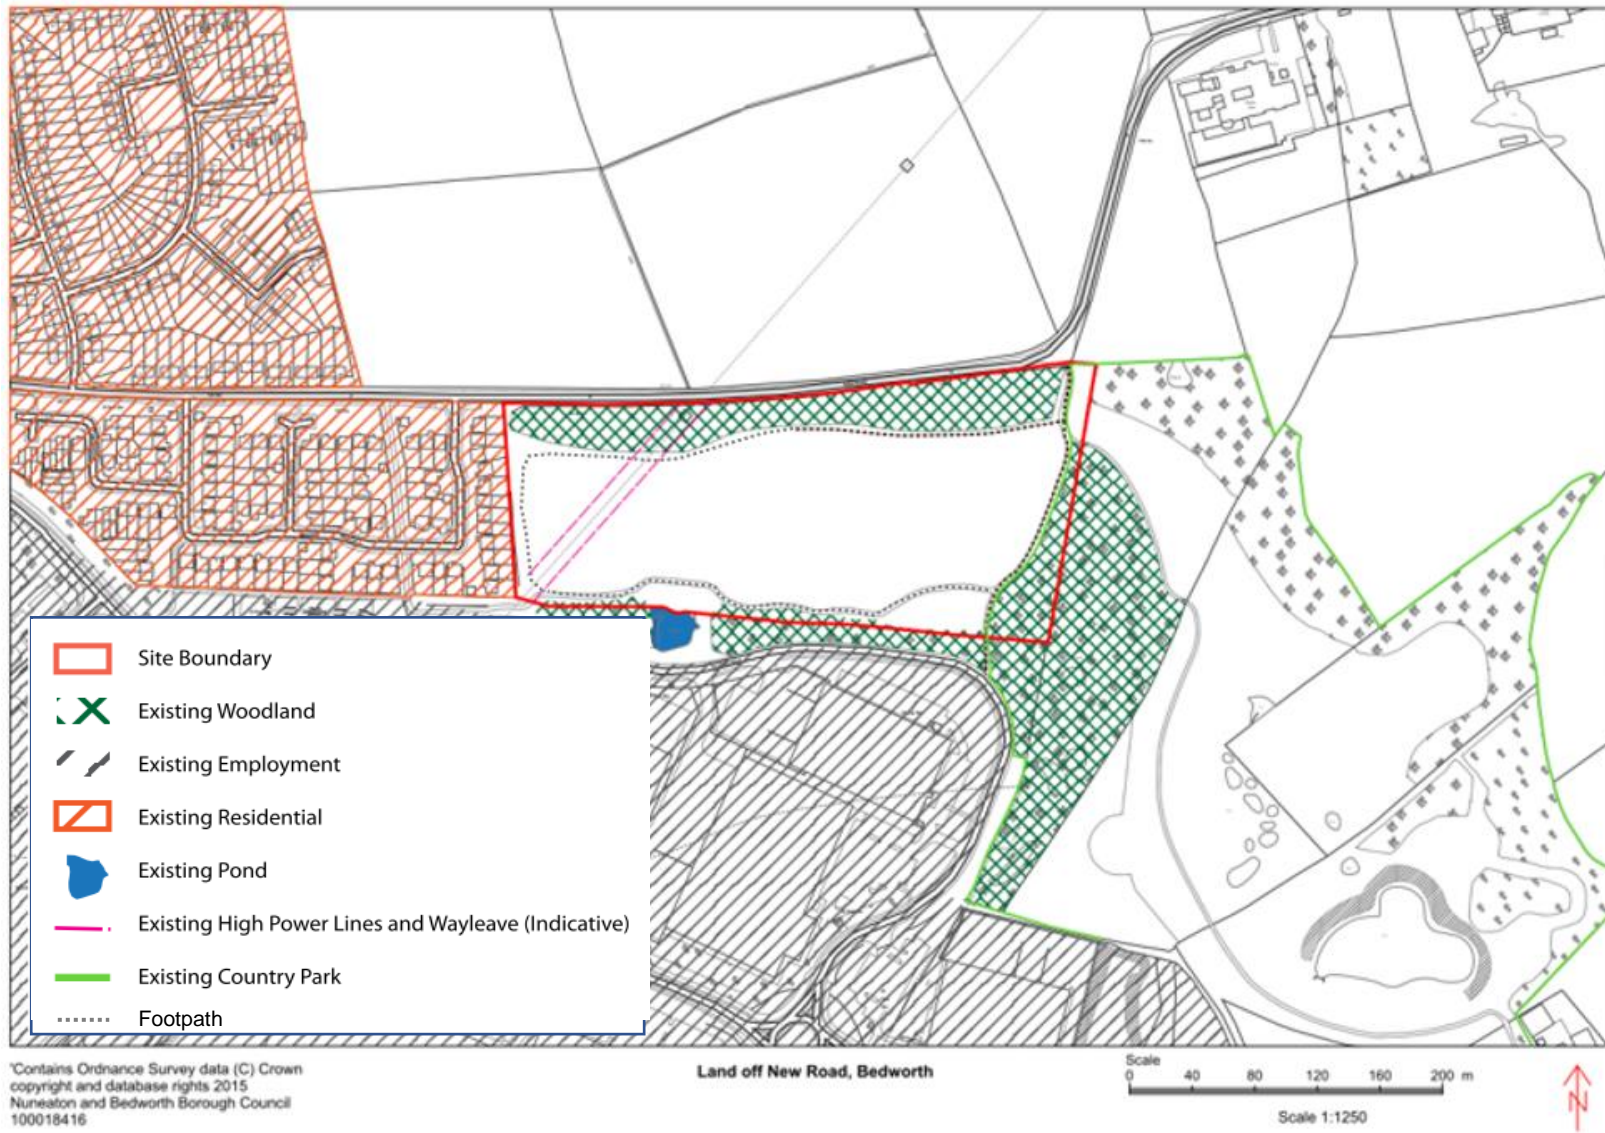 Site Boundary
Existing Woodland
Existing Employment
Existing Residential
Existing Pond
Existing High Power Lines and Wayleave (Indicative)
Existing Country Park
Footpath
'Contains Ordnance Survey data (C) Crown
copyright and database rights 2015
Nuneaton and Bedworth Borough Council
100018416
Land off New Road, Bedworth
Scale
0 40 80 120 160 200 m
Scale 1:1250
N